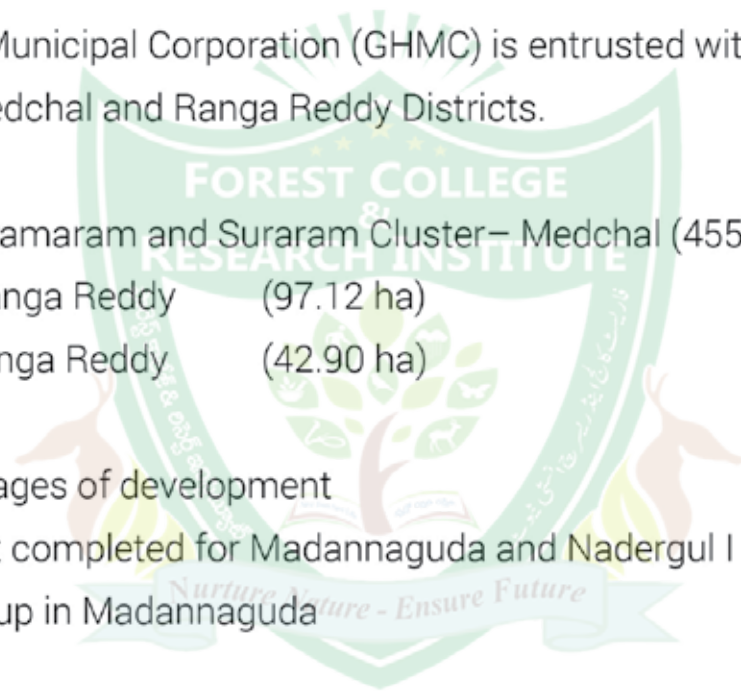 Municipal Corporation (GHMC) is entrusted wit
edchal and Ranga Reddy Districts.
FOREST COLLEGE
&
amaram and Suraram Cluster– Medchal (455
RESEARCH INSTITUTE
nga Reddy (97.12 ha)
nga Reddy (42.90 ha)
ages of development
completed for Madannaguda and Nadergul I
Nurture Nature - Ensure Future
up in Madannaguda